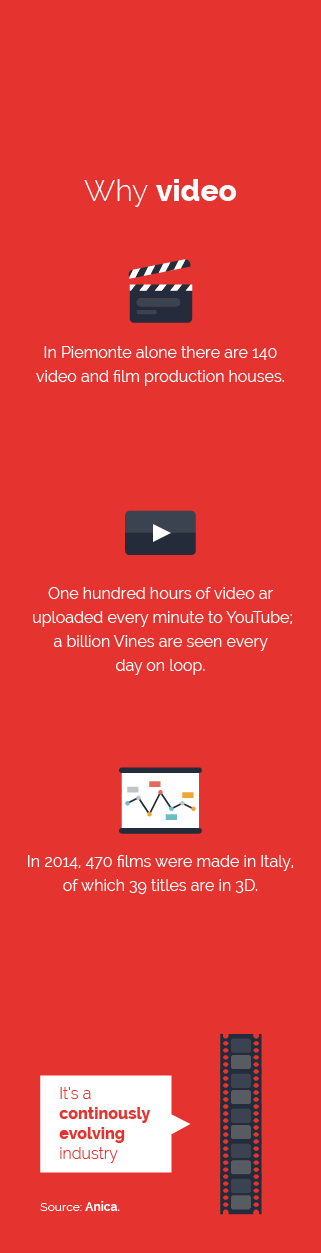 Why video
In Piemonte alone there are 140
video and film production houses.
One hundred hours of video ar
uploaded every minute to YouTube;
a billion Vines are seen every
day on loop.
In 2014, 470 films were made in Italy,
of which 39 titles are in 3D.
It's a
continously
evolving
industry
Source: Anica.